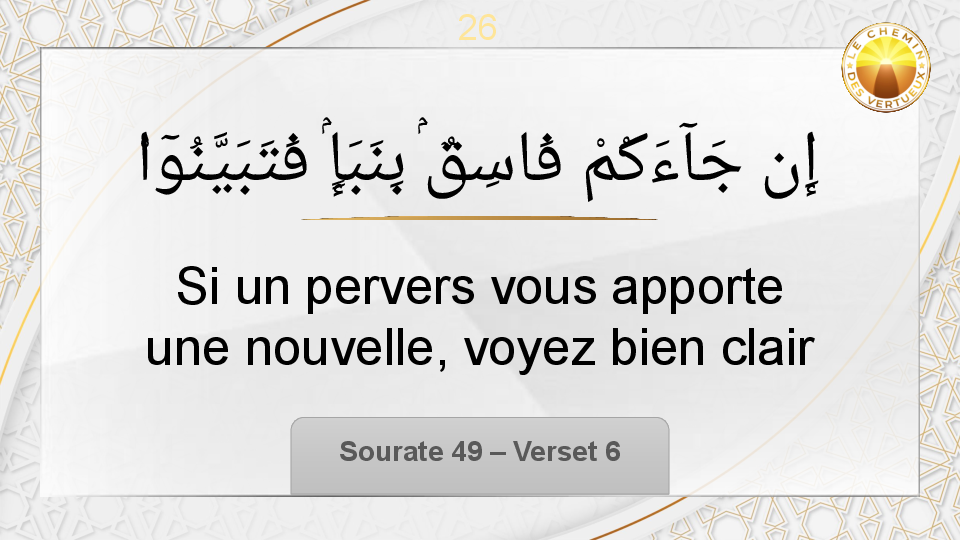 26
LE CHEMIN
DES VERTUEUX
إِن جَآءَكُمْ فَاسِقٌۢ بِنَبَإٍۢ فَتَبَيَّنُوٓا۟
Si un pervers vous apporte
une nouvelle, voyez bien clair
Sourate 49 – Verset 6